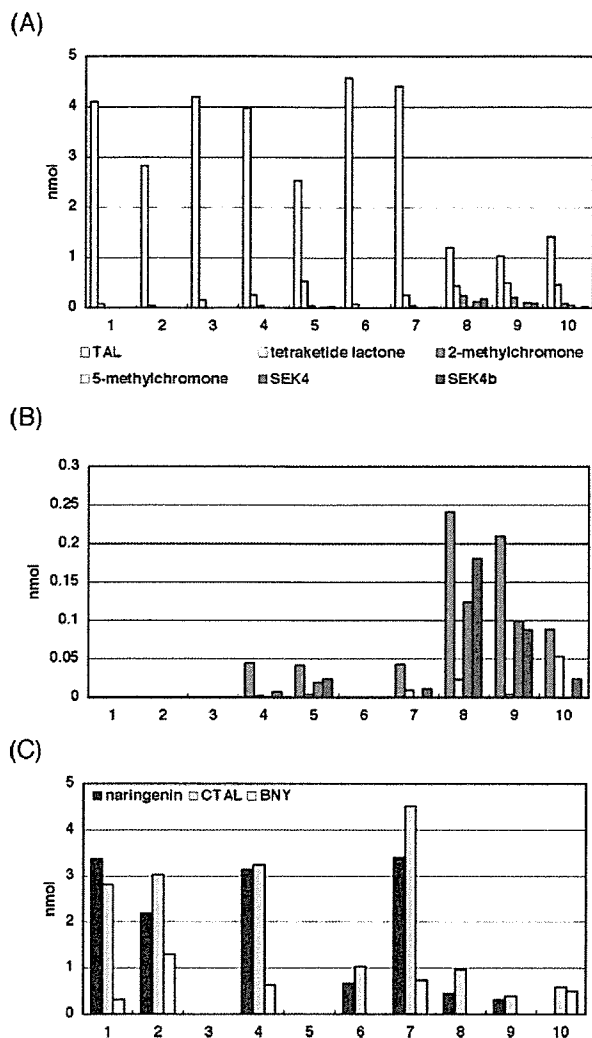 (A)
5
4
3
2
1
0
nmol
1 2 3 4 5 6 7 8 9 10
TAL tetraketide lactone 2-methylchromone
5-methylchromone SEK4 SEK4b
(B)
0.3
0.25
0.2
0.15
0.1
0.05
0
nmol
1 2 3 4 5 6 7 8 9 10
(C)
naringenin CTAL BNY
5
4
3
2
1
0
nmol
1 2 3 4 5 6 7 8 9 10